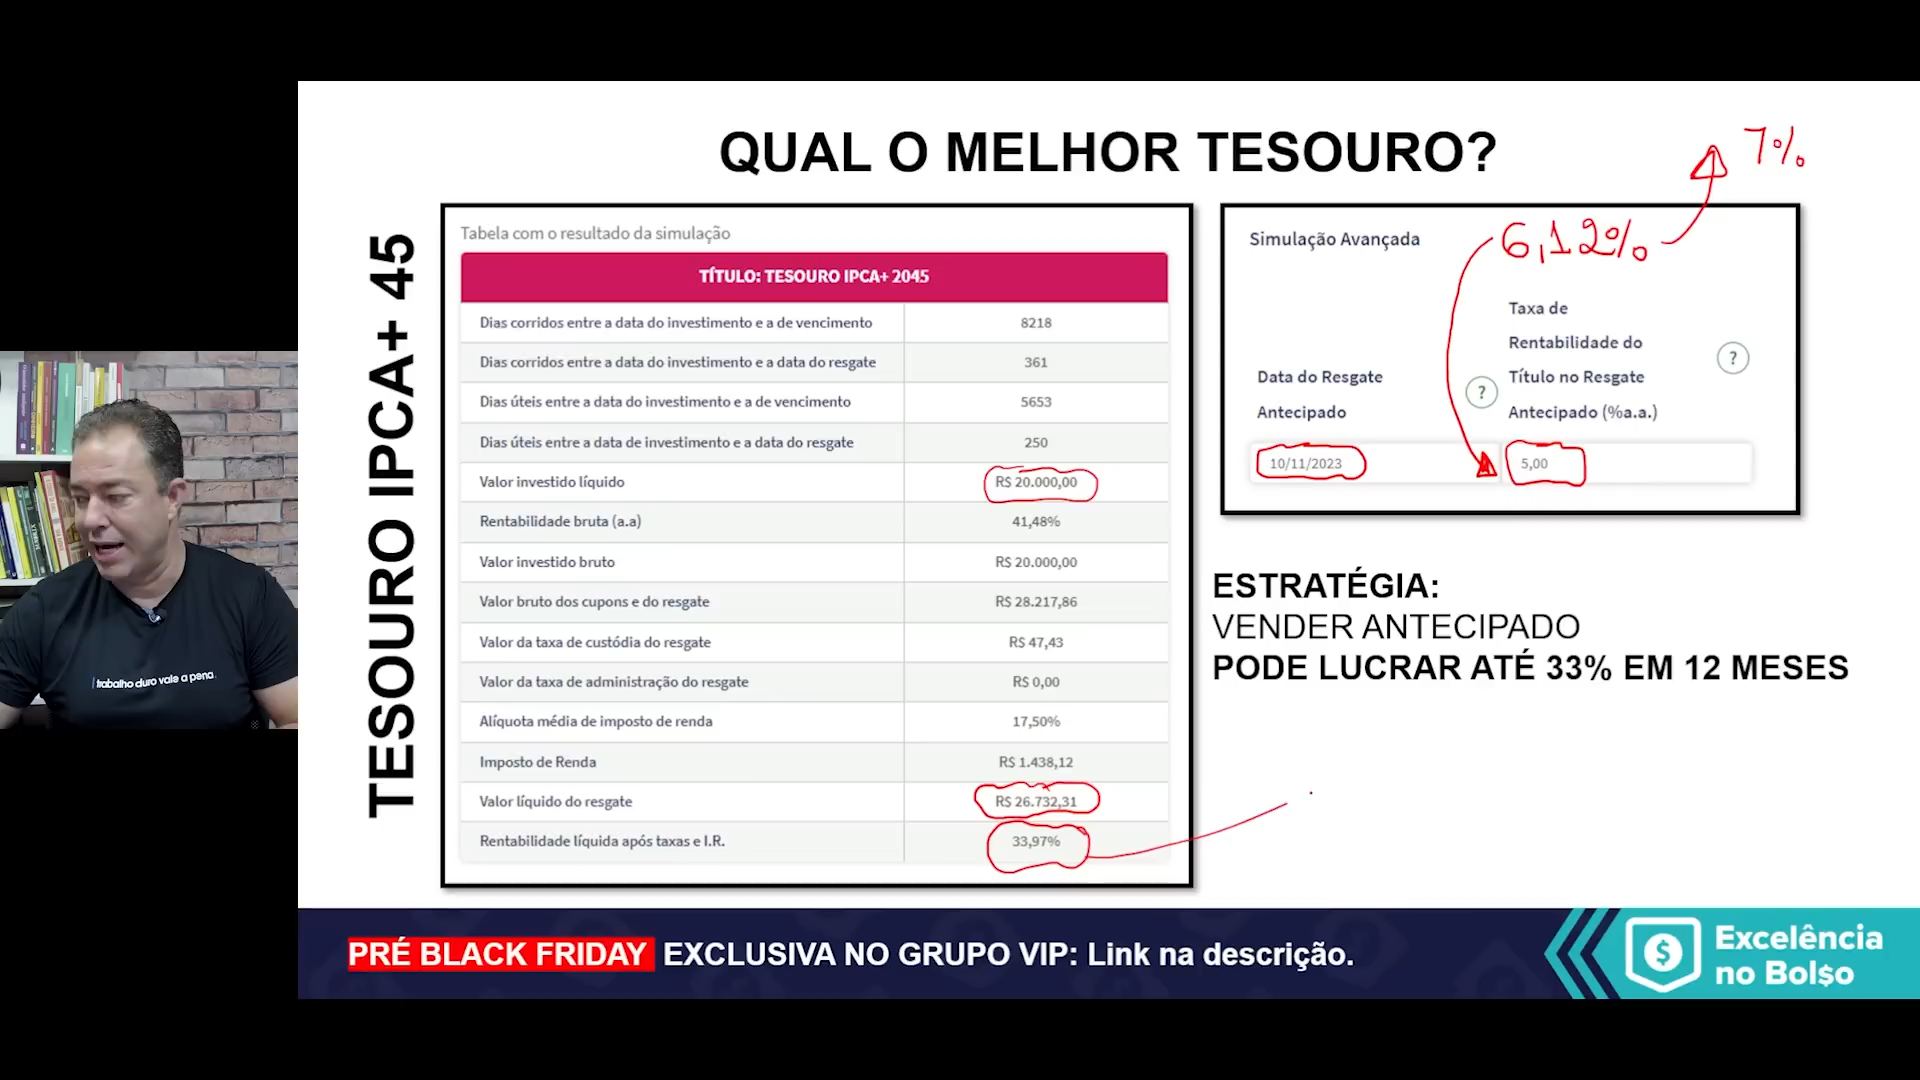 QUAL O MELHOR TESOURO?
7%
TESOURO IPCA+ 45
Tabela com o resultado da simulação
TÍTULO: TESOURO IPCA+ 2045
Dias corridos entre a data do investimento e a de vencimento 8218
Dias corridos entre a data do investimento e a data do resgate 361
Dias úteis entre a data do investimento e a de vencimento 5653
Dias úteis entre a data de investimento e a data do resgate 250
Valor investido líquido R$ 20.000,00
Rentabilidade bruta (a.a) 41,48%
Valor investido bruto R$ 20.000,00
Valor bruto dos cupons e do resgate R$ 28.217,86
Valor da taxa de custódia do resgate R$ 47,43
Valor da taxa de administração do resgate R$ 0,00
Alíquota média de imposto de renda 17,50%
Imposto de Renda R$ 1.438,12
Valor líquido do resgate R$ 26.732,31
Rentabilidade líquida após taxas e I.R. 33,97%
Simulação Avançada
6,12%
Data do Resgate
Antecipado
?
Taxa de
Rentabilidade do
Título no Resgate
Antecipado (%a.a.)
?
10/11/2023
5,00
ESTRATÉGIA:
VENDER ANTECIPADO
PODE LUCRAR ATÉ 33% EM 12 MESES
trabalho duro vale a pena.
PRÉ BLACK FRIDAY EXCLUSIVA NO GRUPO VIP: Link na descrição.
$
Excelência
no Bol$o